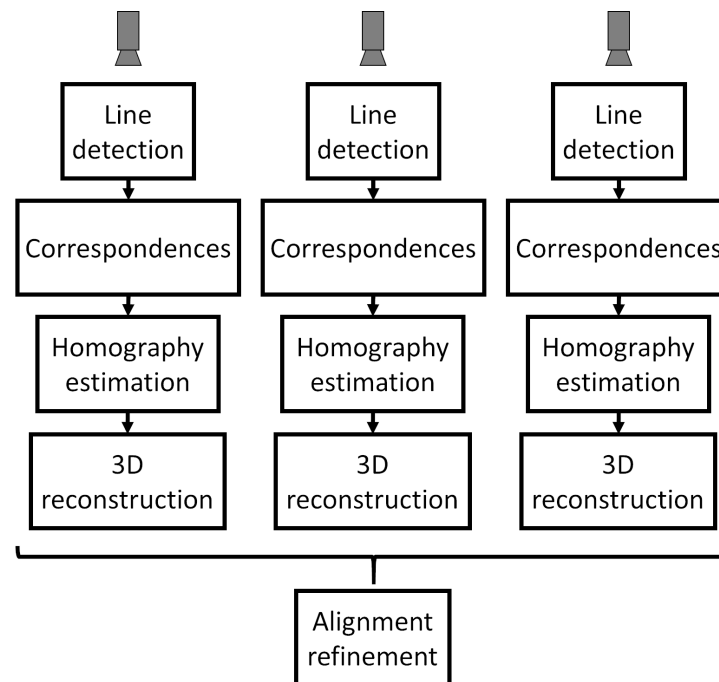 Line
detection
Correspondences
Homography
estimation
3D
reconstruction
Line
detection
Correspondences
Homography
estimation
3D
reconstruction
Line
detection
Correspondences
Homography
estimation
3D
reconstruction
Alignment
refinement